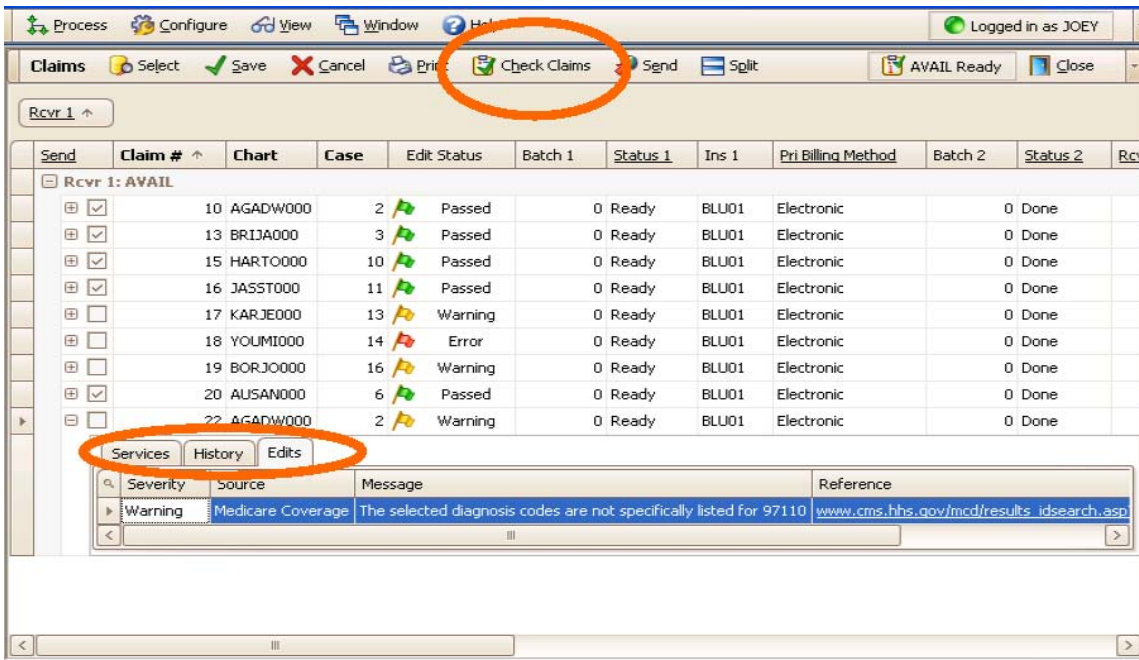 Process Configure View Window Logged in as JOEY
Claims Select Save Cancel Print Check Claims Send Split AVAIL Ready Close
Rcvr 1
Send Claim # Chart Case Edit Status Batch 1 Status 1 Ins 1 Pri Billing Method Batch 2 Status 2
Rcvr 1: AVAIL
10 AGADW000 2 Passed 0 Ready BLU01 Electronic 0 Done
13 BRIJA000 3 Passed 0 Ready BLU01 Electronic 0 Done
15 HARTO000 10 Passed 0 Ready BLU01 Electronic 0 Done
16 JASST000 11 Passed 0 Ready BLU01 Electronic 0 Done
17 KARJE000 13 Warning 0 Ready BLU01 Electronic 0 Done
18 YOUMI000 14 Error 0 Ready BLU01 Electronic 0 Done
19 BORJO000 16 Warning 0 Ready BLU01 Electronic 0 Done
20 AUSAN000 6 Passed 0 Ready BLU01 Electronic 0 Done
22 AGADW000 2 Warning 0 Ready BLU01 Electronic 0 Done
Services History Edits
Severity Source Message Reference
Warning Medicare Coverage The selected diagnosis codes are not specifically listed for 97110 www.cms.hhs.gov/mcd/results_idsearch.asp